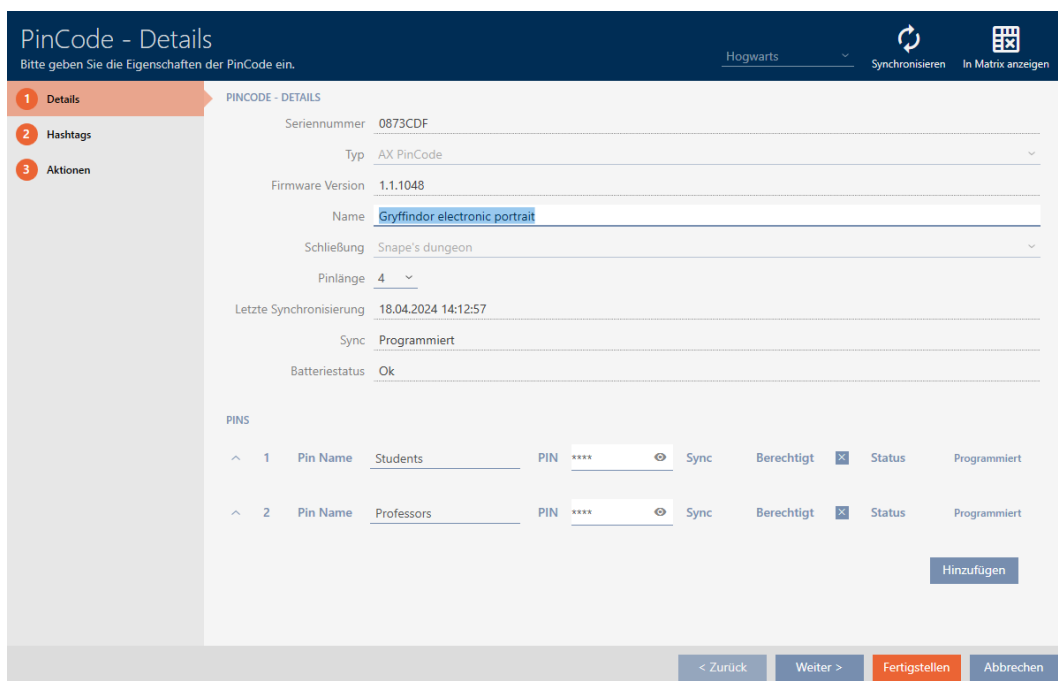 PinCode - Details
Bitte geben Sie die Eigenschaften der PinCode ein.
Hogwarts
Synchronisieren
In Matrix anzeigen
1 Details
2 Hashtags
3 Aktionen
PINCODE - DETAILS
Seriennummer 0873CDF
Typ AX PinCode
Firmware Version 1.1.1048
Name Gryffindor electronic portrait
Schließung Snape's dungeon
Pinlänge 4
Letzte Synchronisierung 18.04.2024 14:12:57
Sync Programmiert
Batteriestatus Ok
PINS
1 Pin Name Students PIN **** Sync Berechtigt Status Programmiert
2 Pin Name Professors PIN **** Sync Berechtigt Status Programmiert
Hinzufügen
< Zurück Weiter > Fertigstellen Abbrechen